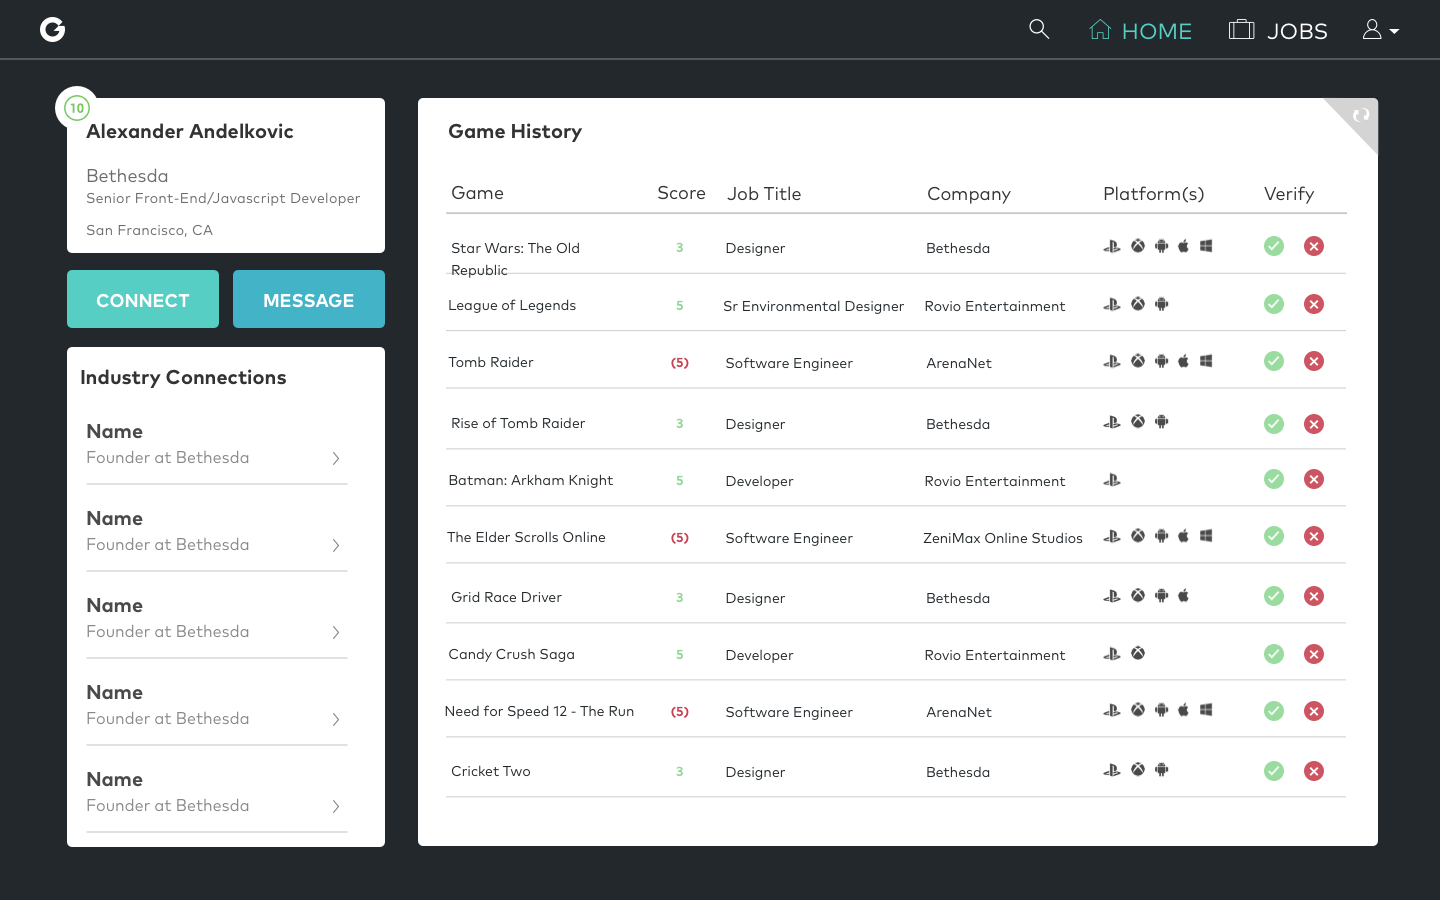 G
HOME
JOBS
10
Alexander Andelkovic
Bethesda
Senior Front-End/Javascript Developer
San Francisco, CA
CONNECT
MESSAGE
Industry Connections
Name
Founder at Bethesda
Name
Founder at Bethesda
Name
Founder at Bethesda
Name
Founder at Bethesda
Name
Founder at Bethesda
Game History
Game Score Job Title Company Platform(s) Verify
Star Wars: The Old 3 Designer Bethesda
Republic
League of Legends 5 Sr Environmental Designer Rovio Entertainment
Tomb Raider (5) Software Engineer ArenaNet
Rise of Tomb Raider 3 Designer Bethesda
Batman: Arkham Knight 5 Developer Rovio Entertainment
The Elder Scrolls Online (5) Software Engineer ZeniMax Online Studios
Grid Race Driver 3 Designer Bethesda
Candy Crush Saga 5 Developer Rovio Entertainment
Need for Speed 12 - The Run (5) Software Engineer ArenaNet
Cricket Two 3 Designer Bethesda